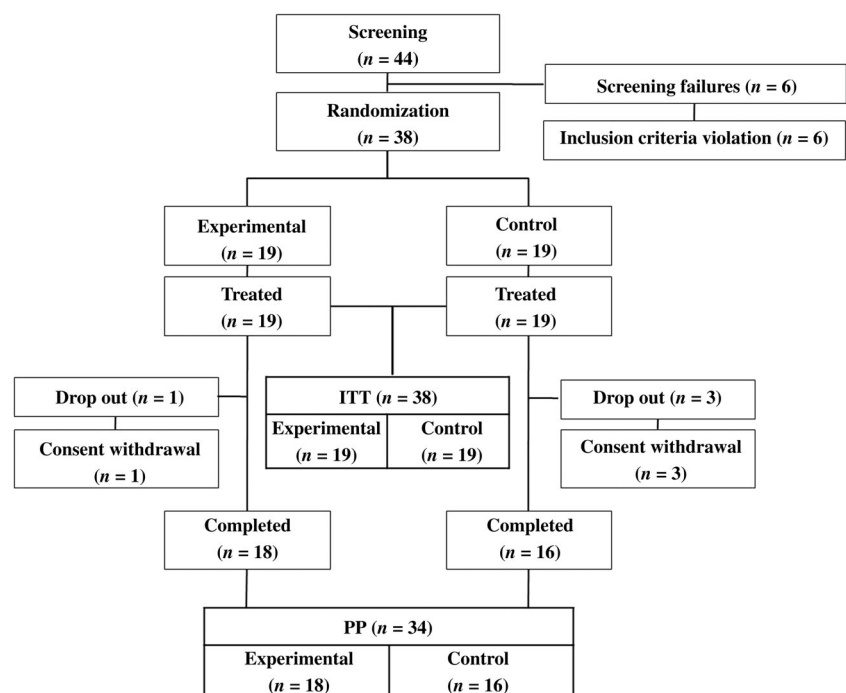 Screening
(n = 44)
Screening failures (n = 6)
Randomization
(n = 38)
Inclusion criteria violation (n = 6)
Experimental
(n = 19)
Control
(n = 19)
Treated
(n = 19)
Treated
(n = 19)
Drop out (n = 1)
Consent withdrawal
(n = 1)
ITT (n = 38)
Experimental
(n = 19)
Control
(n = 19)
Drop out (n = 3)
Consent withdrawal
(n = 3)
Completed
(n = 18)
Completed
(n = 16)
PP (n = 34)
Experimental
(n = 18)
Control
(n = 16)